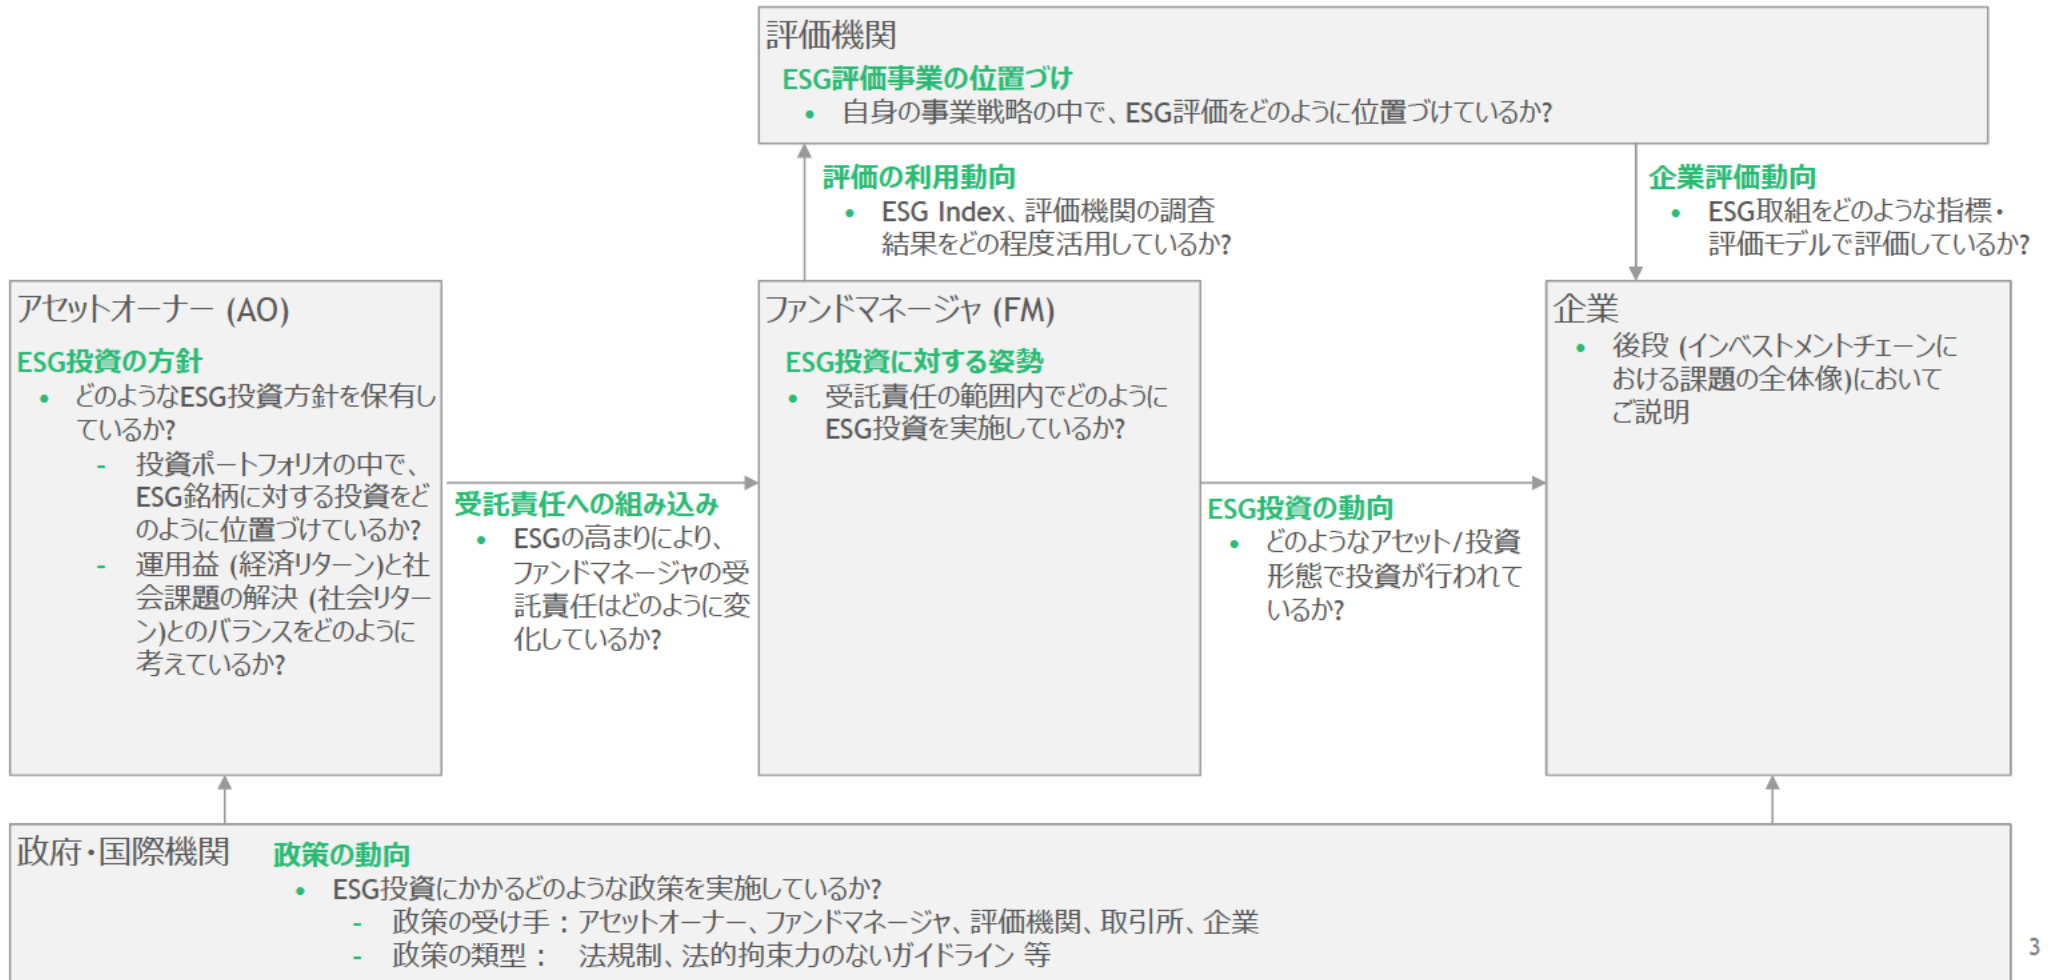 評価機関
ESG評価事業の位置づけ
• 自身の事業戦略の中で、ESG評価をどのように位置づけているか?
評価の利用動向
• ESG Index、評価機関の調査
結果をどの程度活用しているか?
企業評価動向
• ESG取組をどのような指標・
評価モデルで評価しているか?
アセットオーナー (AO)
ESG投資の方針
• どのようなESG投資方針を保有し
ているか?
- 投資ポートフォリオの中で、
ESG銘柄に対する投資をど
のように位置づけているか?
- 運用益 (経済リターン)と社
会課題の解決 (社会リター
ン)とのバランスをどのように
考えているか?
受託責任への組み込み
• ESGの高まりにより、
ファンドマネージャの受
託責任はどのように変
化しているか?
ファンドマネージャ (FM)
ESG投資に対する姿勢
• 受託責任の範囲内でどのように
ESG投資を実施しているか?
ESG投資の動向
• どのようなアセット/投資
形態で投資が行われて
いるか?
企業
• 後段 (インベストメントチェーンに
おける課題の全体像)において
ご説明
政府・国際機関 政策の動向
• ESG投資にかかるどのような政策を実施しているか?
- 政策の受け手：アセットオーナー、ファンドマネージャ、評価機関、取引所、企業
- 政策の類型： 法規制、法的拘束力のないガイドライン 等
3